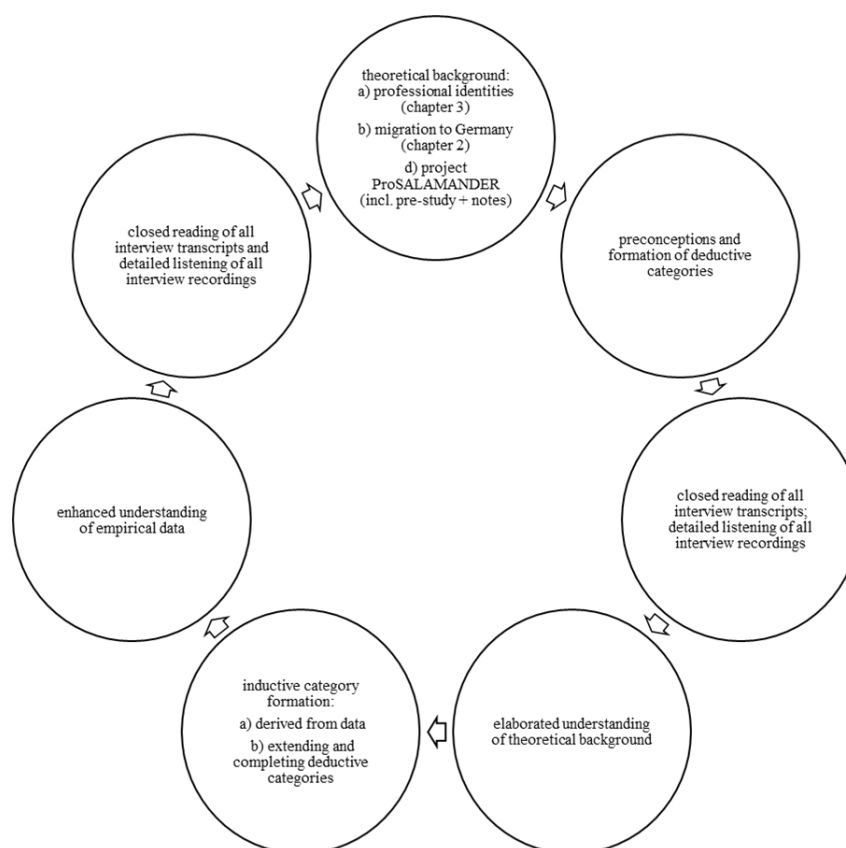 theoretical background:
a) professional identities
(chapter 3)
b) migration to Germany
(chapter 2)
d) project
ProSALAMANDER
(incl. pre-study + notes)
preconceptions and
formation of deductive
categories
closed reading of all
interview transcripts;
detailed listening of all
interview recordings
elaborated understanding
of theoretical background
inductive category
formation:
a) derived from data
b) extending and
completing deductive
categories
enhanced understanding
of empirical data
closed reading of all
interview transcripts and
detailed listening of all
interview recordings